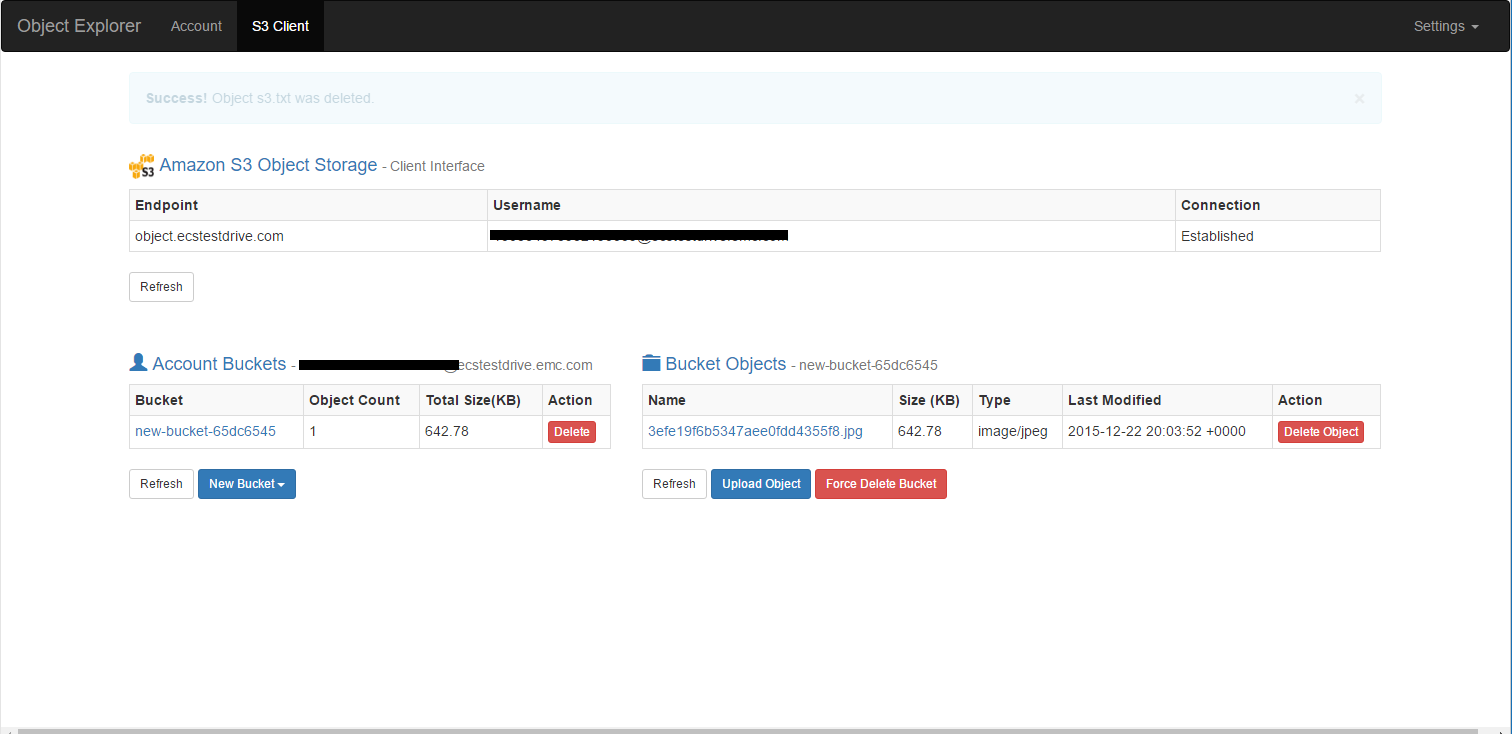 Object Explorer Account S3 Client Settings
Success! Object s3.txt was deleted. ×
S3 Amazon S3 Object Storage - Client Interface
Endpoint Username Connection
object.ecstestdrive.com Established
Refresh
Account Buckets - @ecstestdrive.emc.com Bucket Objects - new-bucket-65dc6545
Bucket Object Count Total Size(KB) Action Name Size (KB) Type Last Modified Action
new-bucket-65dc6545 1 642.78 Delete 3efe19f6b5347aee0fdd4355f8.jpg 642.78 image/jpeg 2015-12-22 20:03:52 +0000 Delete Object
Refresh New Bucket Refresh Upload Object Force Delete Bucket